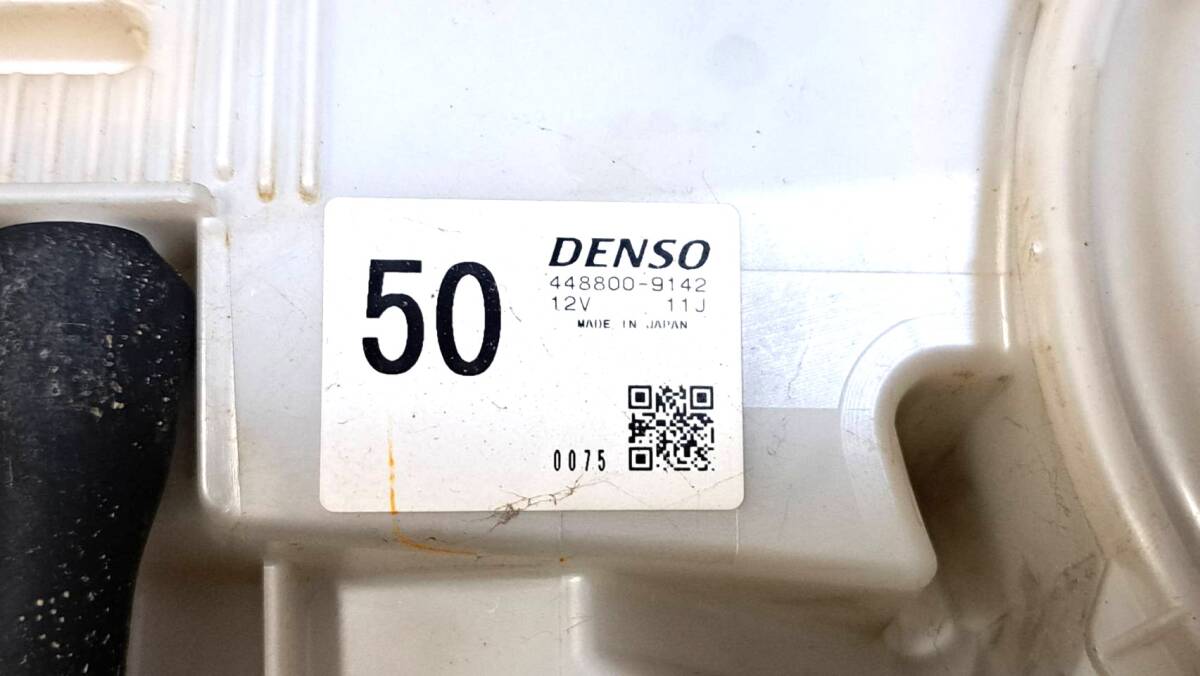 50
DENSO
448800-9142
12V 11J
MADE IN JAPAN
0075